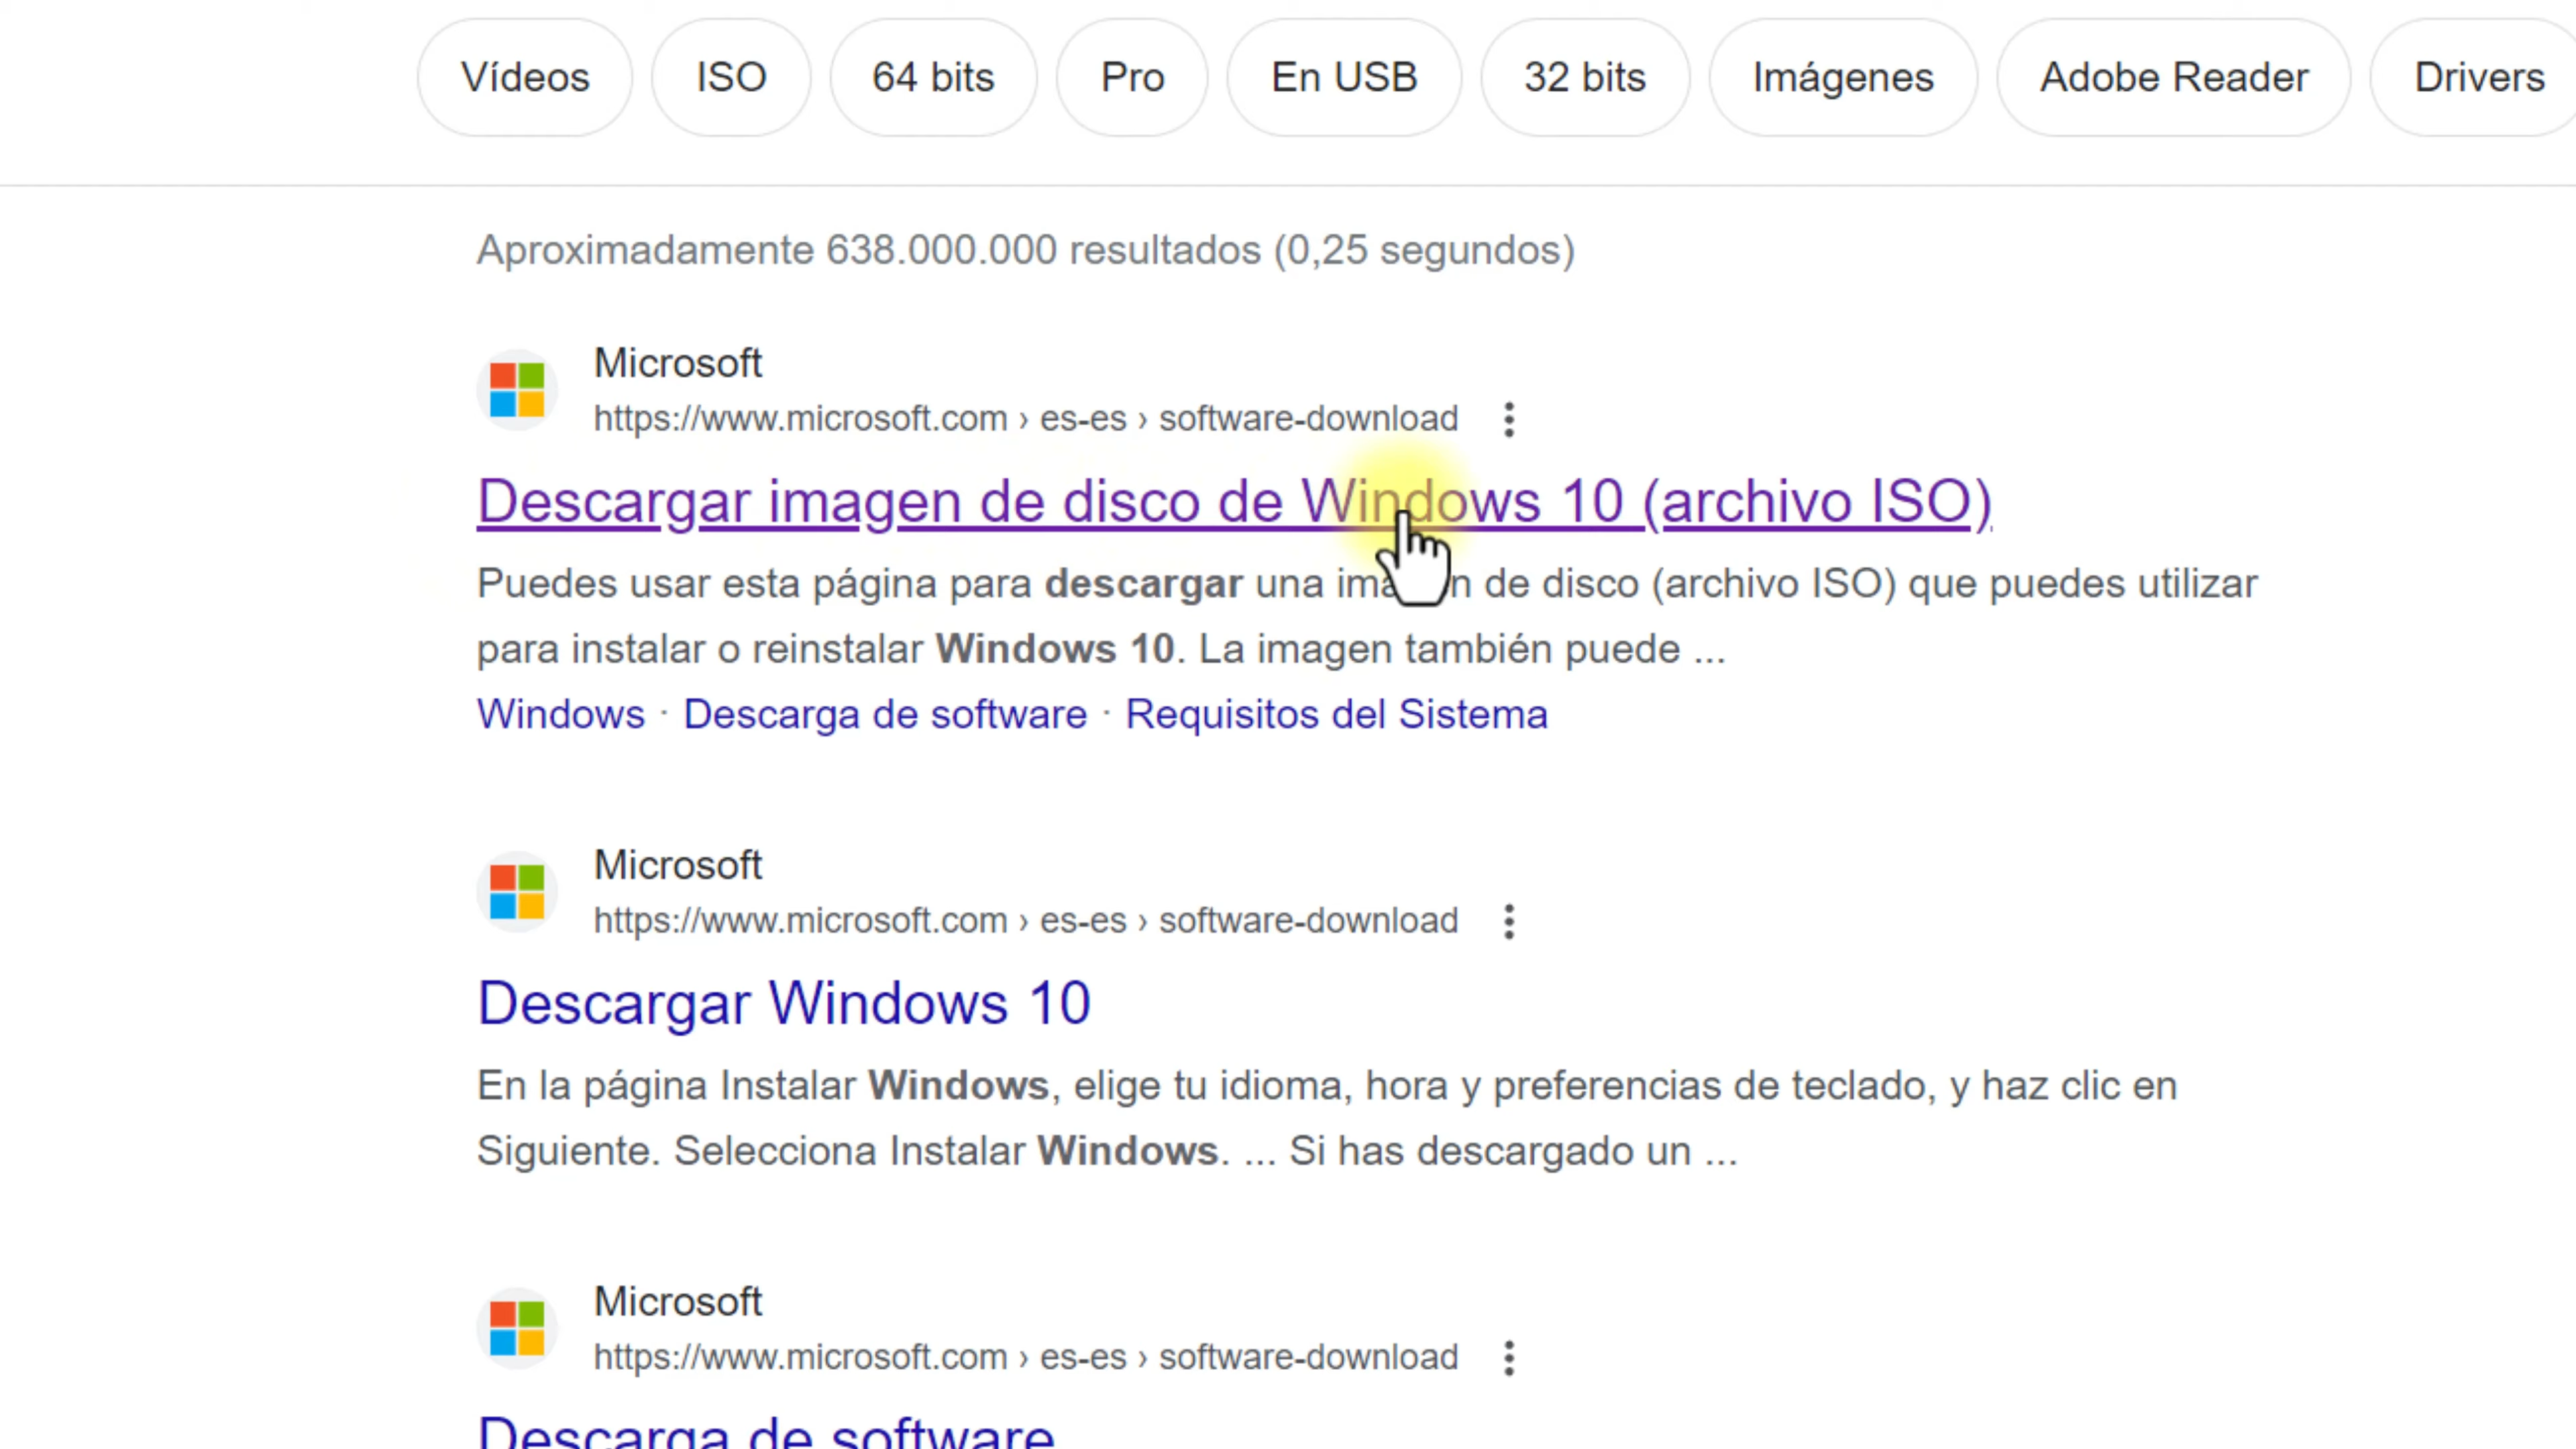 Vídeos ISO 64 bits Pro En USB 32 bits Imágenes Adobe Reader Drivers
Aproximadamente 638.000.000 resultados (0,25 segundos)
Microsoft
https://www.microsoft.com › es-es › software-download
Descargar imagen de disco de Windows 10 (archivo ISO)
Puedes usar esta página para descargar una imagen de disco (archivo ISO) que puedes utilizar
para instalar o reinstalar Windows 10. La imagen también puede ...
Windows · Descarga de software · Requisitos del Sistema
Microsoft
https://www.microsoft.com › es-es › software-download
Descargar Windows 10
En la página Instalar Windows, elige tu idioma, hora y preferencias de teclado, y haz clic en
Siguiente. Selecciona Instalar Windows. ... Si has descargado un ...
Microsoft
https://www.microsoft.com › es-es › software-download
Descarga de software